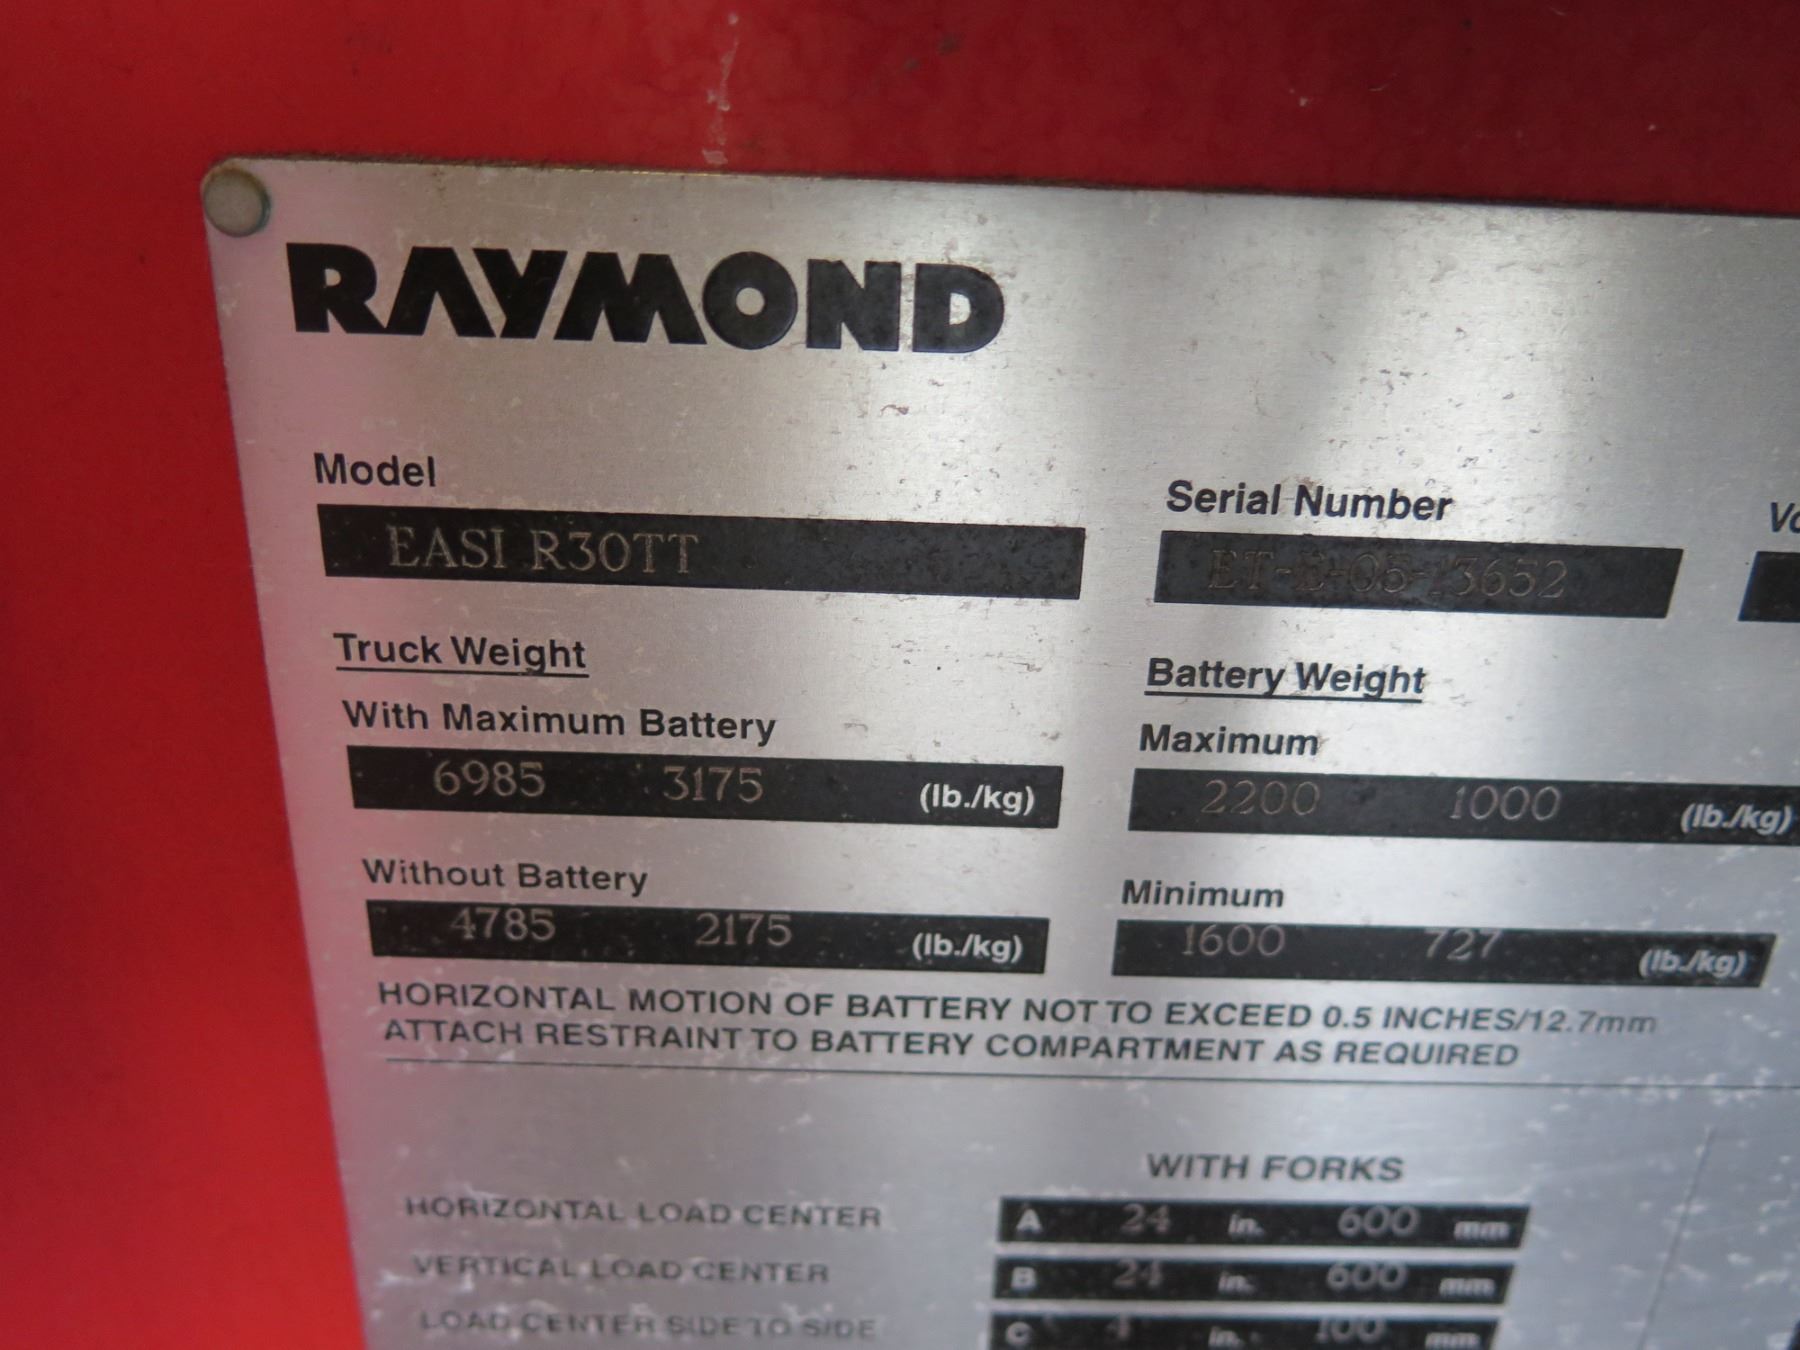 RAYMOND
Model
EASI R30TT
Serial Number
ET-E-05-13652
Truck Weight
With Maximum Battery
6985 3175 (lb./kg)
Without Battery
4785 2175 (lb./kg)
Battery Weight
Maximum
2200 1000 (lb./kg)
Minimum
1600 727 (lb./kg)
HORIZONTAL MOTION OF BATTERY NOT TO EXCEED 0.5 INCHES/12.7mm
ATTACH RESTRAINT TO BATTERY COMPARTMENT AS REQUIRED
WITH FORKS
HORIZONTAL LOAD CENTER A 24 in. 600 mm
VERTICAL LOAD CENTER B 24 in. 600 mm
LOAD CENTER SIDE TO SIDE C 4 in. 100 mm